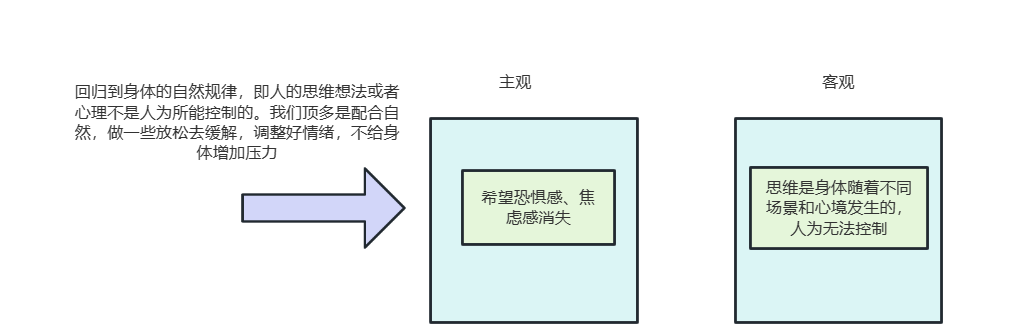 主观
客观
回归到身体的自然规律，即人的思维想法或者
心理不是人为所能控制的。我们顶多是配合自
然，做一些放松去缓解，调整好情绪，不给身
体增加压力
希望恐惧感、焦
虑感消失
思维是身体随着不同
场景和心境发生的，
人为无法控制